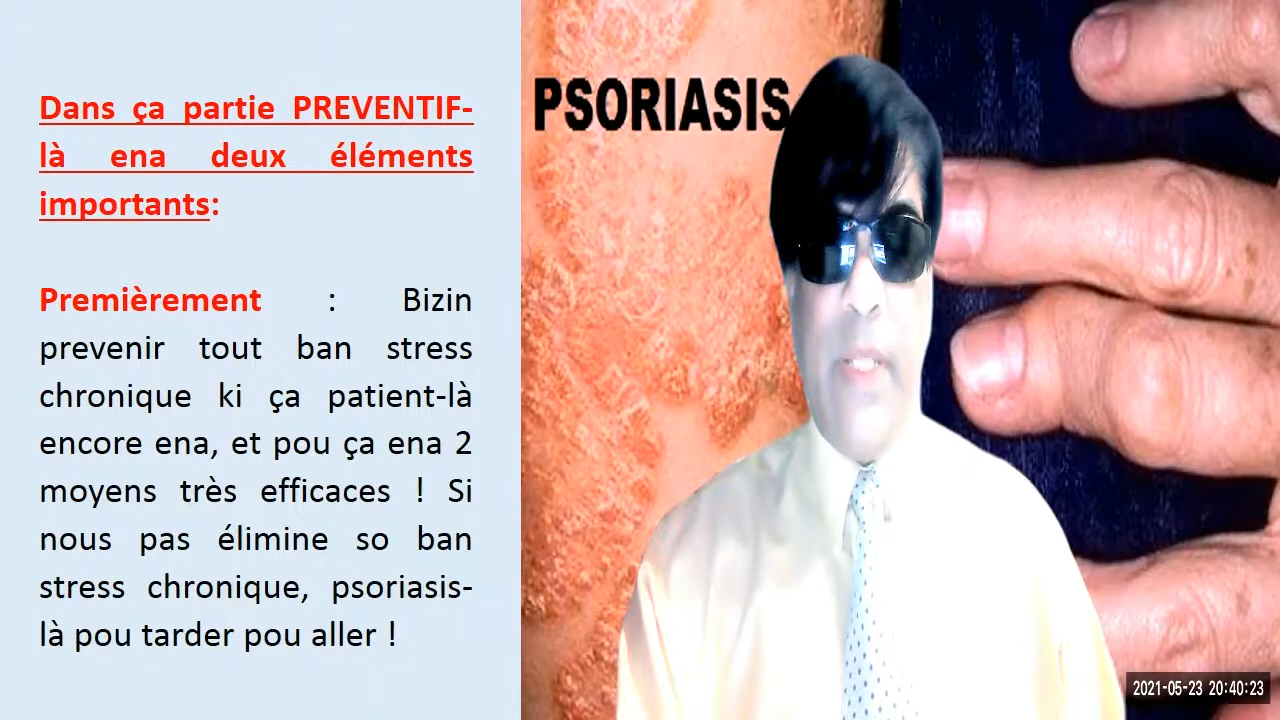 Dans ça partie PREVENTIF-
là ena deux éléments
importants:
Premièrement : Bizin
prevenir tout ban stress
chronique ki ça patient-là
encore ena, et pou ça ena 2
moyens très efficaces ! Si
nous pas élimine so ban
stress chronique, psoriasis-
là pou tarder pou aller !
PSORIASIS
2021-05-23 20:40:23